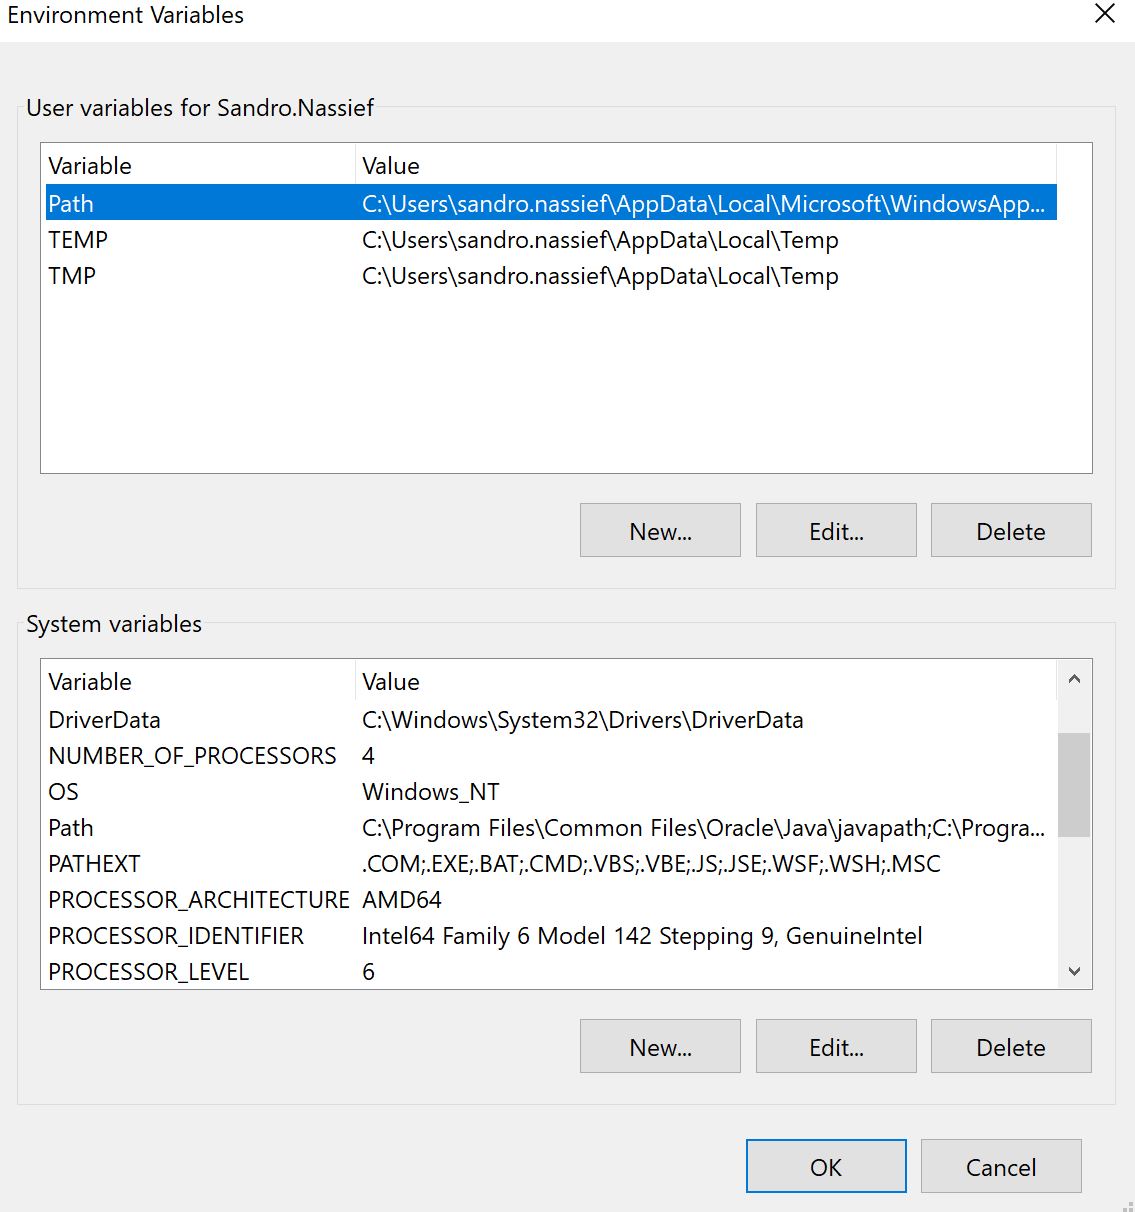 Environment Variables
User variables for Sandro.Nassief
Variable Value
Path C:\Users\sandro.nassief\AppData\Local\Microsoft\WindowsApp...
TEMP C:\Users\sandro.nassief\AppData\Local\Temp
TMP C:\Users\sandro.nassief\AppData\Local\Temp
New... Edit... Delete
System variables
Variable Value
DriverData C:\Windows\System32\Drivers\DriverData
NUMBER_OF_PROCESSORS 4
OS Windows_NT
Path C:\Program Files\Common Files\Oracle\Java\javapath;C:\Progra...
PATHEXT .COM;.EXE;.BAT;.CMD;.VBS;.VBE;.JS;.JSE;.WSF;.WSH;.MSC
PROCESSOR_ARCHITECTURE AMD64
PROCESSOR_IDENTIFIER Intel64 Family 6 Model 142 Stepping 9, GenuineIntel
PROCESSOR_LEVEL 6
New... Edit... Delete
OK Cancel